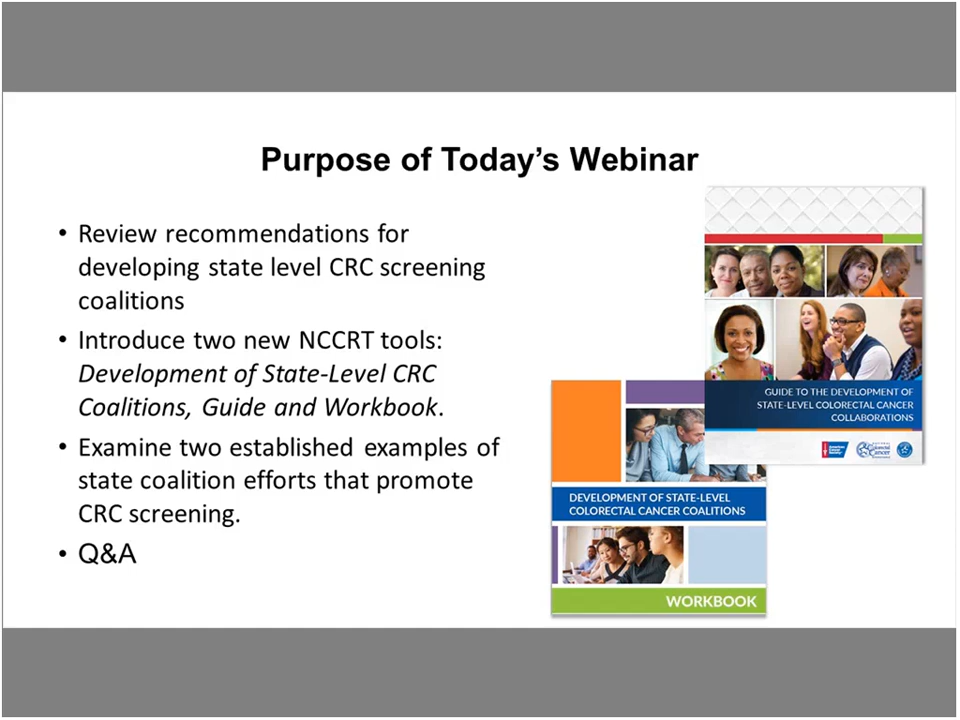 Purpose of Today's Webinar
• Review recommendations for
developing state level CRC screening
coalitions
• Introduce two new NCCRT tools:
Development of State-Level CRC
Coalitions, Guide and Workbook.
• Examine two established examples of
state coalition efforts that promote
CRC screening.
• Q&A
GUIDE TO THE DEVELOPMENT OF
STATE-LEVEL COLORECTAL CANCER
COLLABORATIONS
DEVELOPMENT OF STATE-LEVEL
COLORECTAL CANCER COALITIONS
WORKBOOK